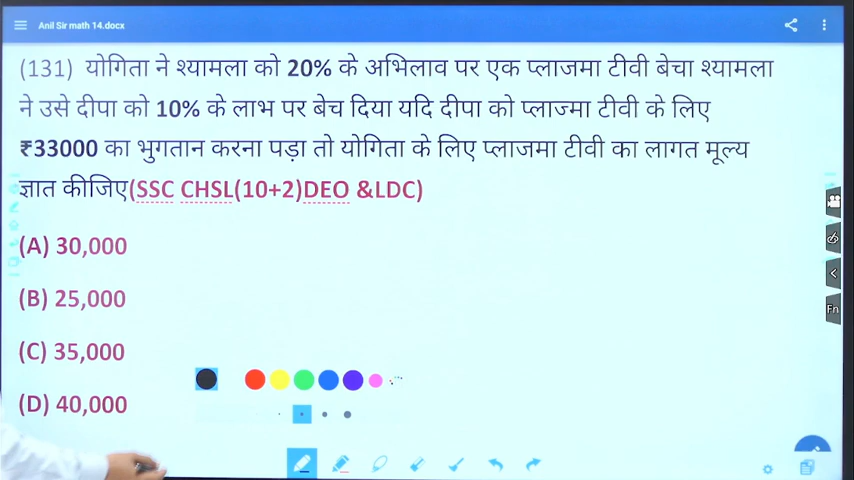 Anil Sir math 14.docx
(131) योगिता ने श्यामला को 20% के अभिलाव पर एक प्लाजमा टीवी बेचा श्यामला
ने उसे दीपा को 10% के लाभ पर बेच दिया यदि दीपा को प्लाज्मा टीवी के लिए
₹33000 का भुगतान करना पड़ा तो योगिता के लिए प्लाजमा टीवी का लागत मूल्य
ज्ञात कीजिए(SSC CHSL(10+2)DEO &LDC)
(A) 30,000
(B) 25,000
(C) 35,000
(D) 40,000
Fn